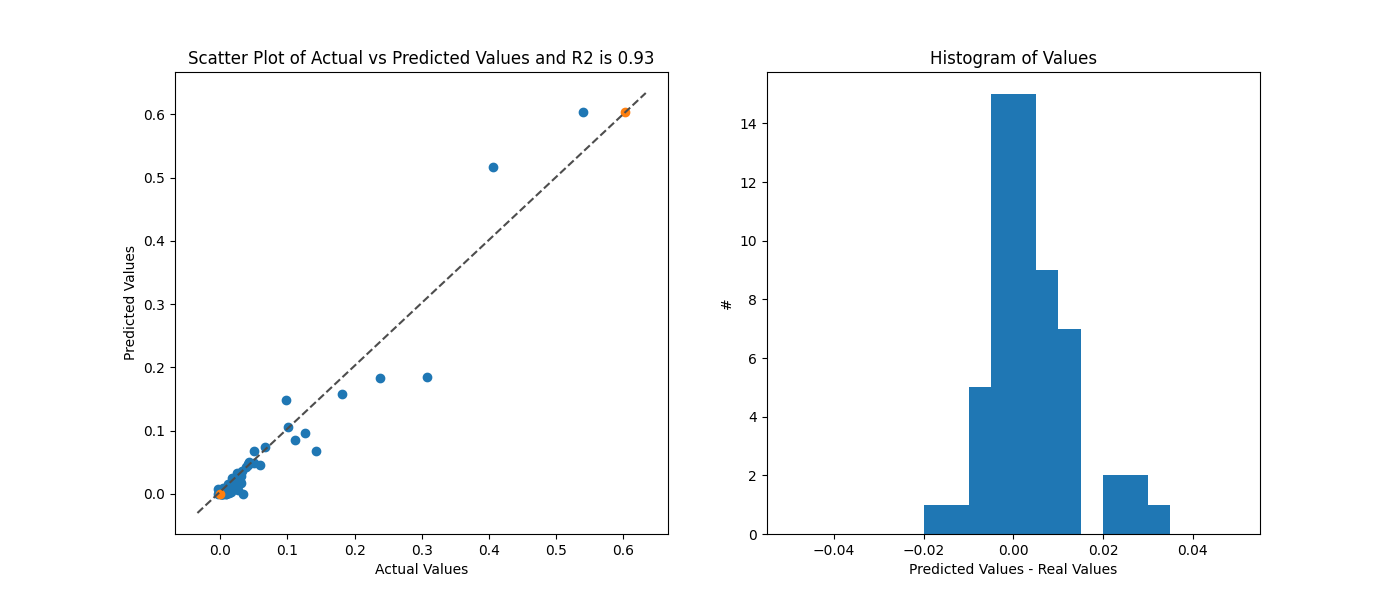 Scatter Plot of Actual vs Predicted Values and R2 is 0.93
0.6
0.5
0.4
0.3
0.2
0.1
0.0
Predicted Values
0.0 0.1 0.2 0.3 0.4 0.5 0.6
Actual Values
Histogram of Values
14
12
10
8
6
4
2
0
#
−0.04 −0.02 0.00 0.02 0.04
Predicted Values - Real Values